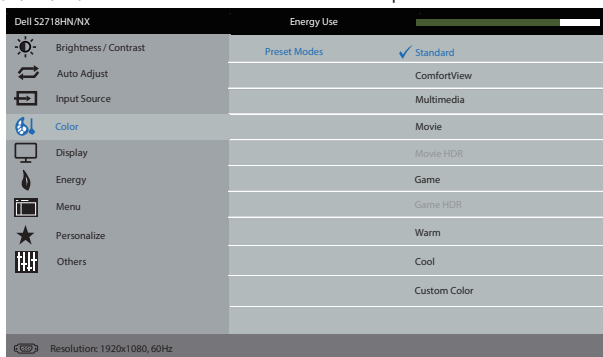 Dell S2718HN/NX
Energy Use
Brightness / Contrast
Auto Adjust
Input Source
Color
Display
Energy
Menu
Personalize
Others
Preset Modes
Standard
ComfortView
Multimedia
Movie
Movie HDR
Game
Game HDR
Warm
Cool
Custom Color
Resolution: 1920x1080, 60Hz